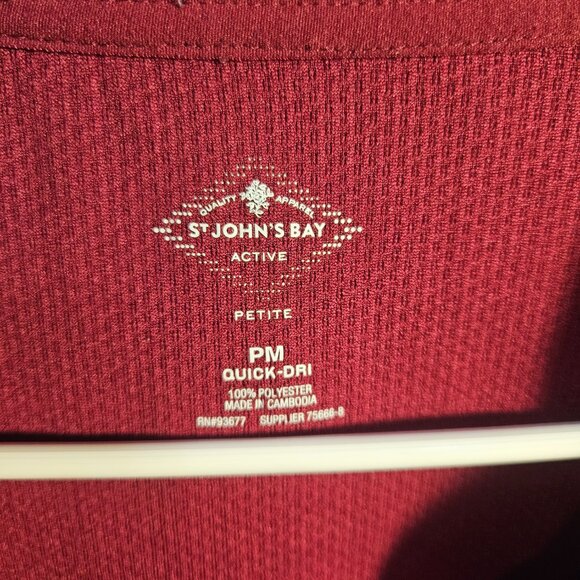 QUALITY APPAREL
ST JOHN'S BAY
ACTIVE
PETITE
PM
QUICK-DRI
100% POLYESTER
MADE IN CAMBODIA
RN#93677 SUPPLIER 75660-8